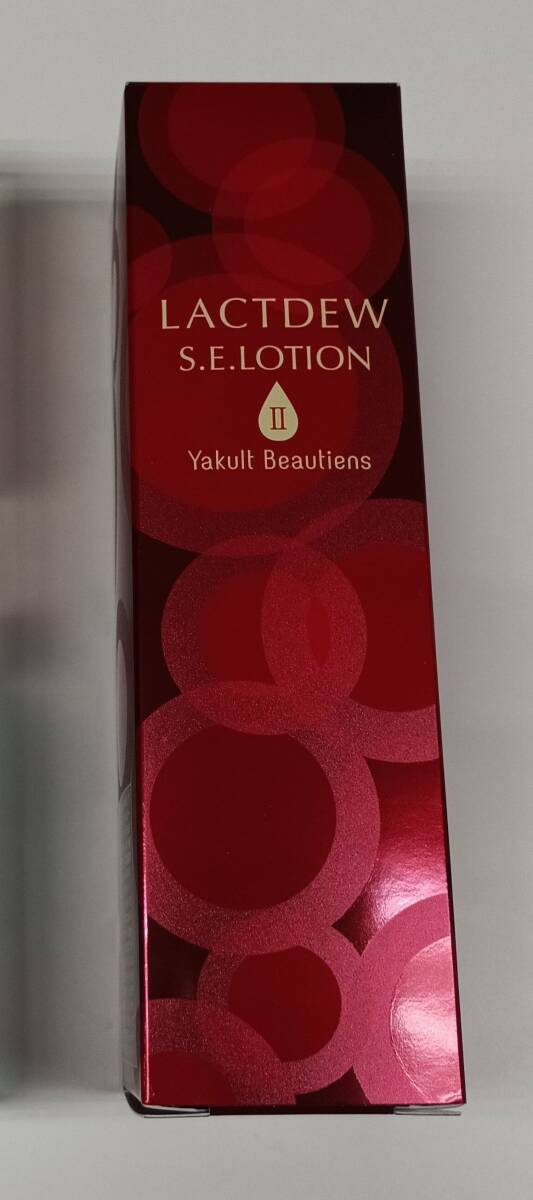 LACTDEW
S.E.LOTION
II
Yakult Beautiens